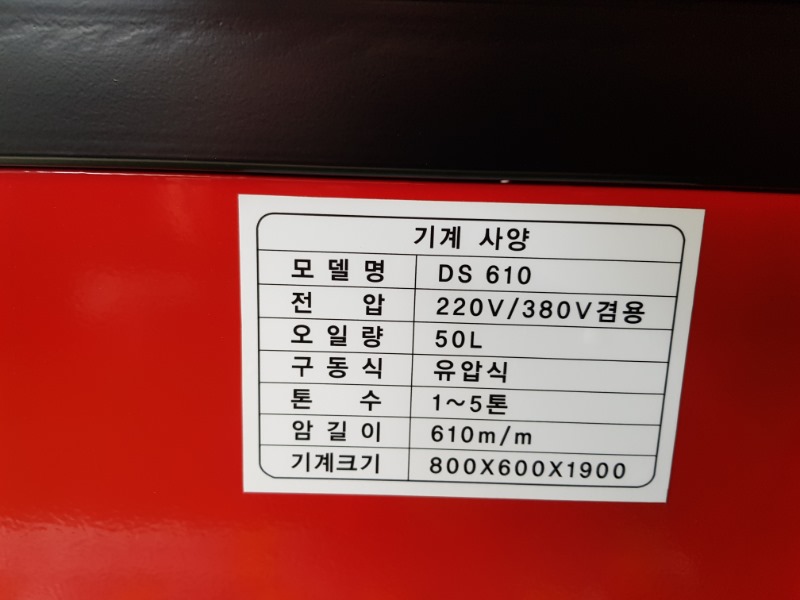 기계 사양
모델명 DS 610
전 압 220V/380V겸용
오일량 50L
구동식 유압식
톤 수 1~5톤
암길이 610m/m
기계크기 800X600X1900